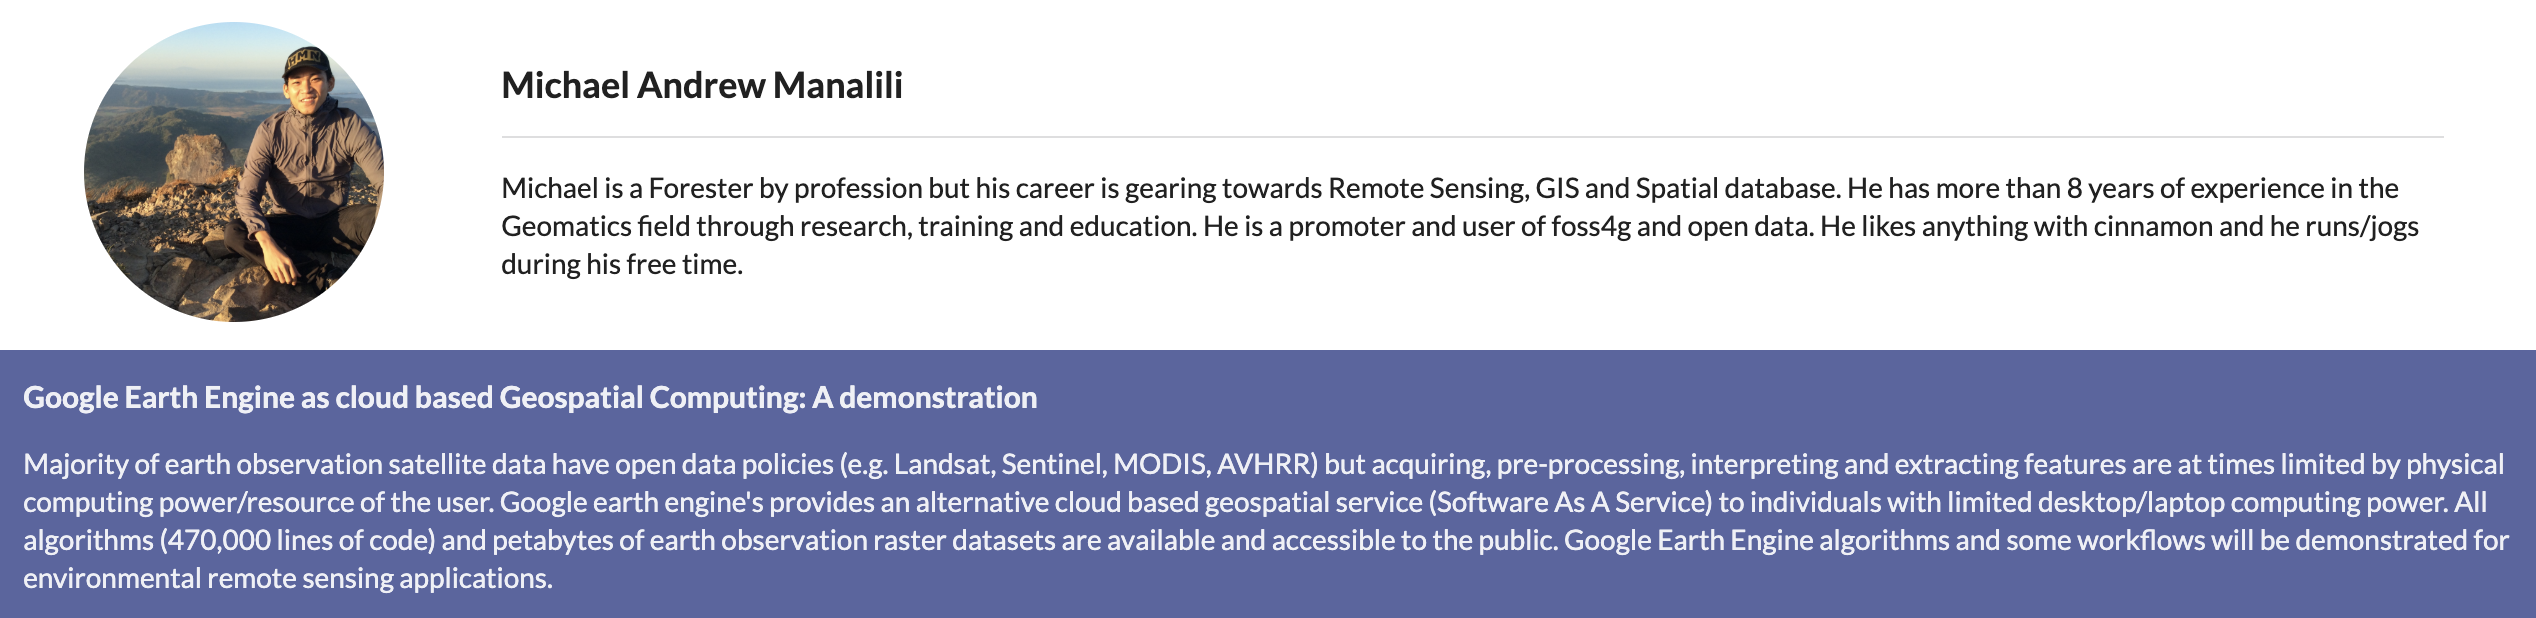 Michael Andrew Manalili
Michael is a Forester by profession but his career is gearing towards Remote Sensing, GIS and Spatial database. He has more than 8 years of experience in the
Geomatics field through research, training and education. He is a promoter and user of foss4g and open data. He likes anything with cinnamon and he runs/jogs
during his free time.
Google Earth Engine as cloud based Geospatial Computing: A demonstration
Majority of earth observation satellite data have open data policies (e.g. Landsat, Sentinel, MODIS, AVHRR) but acquiring, pre-processing, interpreting and extracting features are at times limited by physical
computing power/resource of the user. Google earth engine's provides an alternative cloud based geospatial service (Software As A Service) to individuals with limited desktop/laptop computing power. All
algorithms (470,000 lines of code) and petabytes of earth observation raster datasets are available and accessible to the public. Google Earth Engine algorithms and some workflows will be demonstrated for
environmental remote sensing applications.